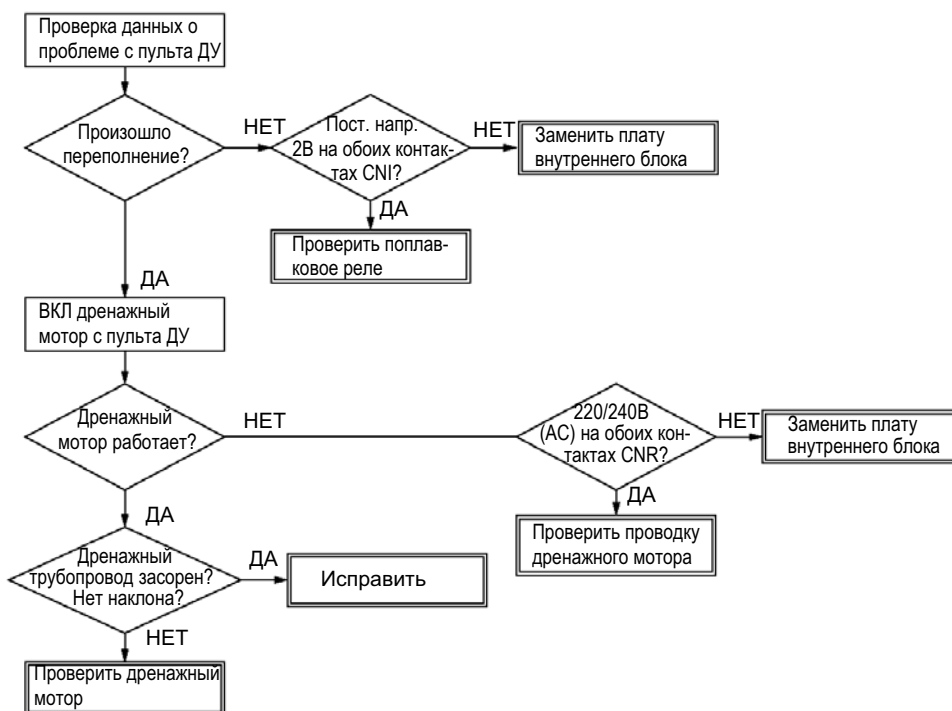 Проверка данных о
проблеме с пульта ДУ
Произошло
переполнение?
НЕТ
Пост. напр.
2В на обоих контак-
тах CNI?
НЕТ
Заменить плату
внутреннего блока
ДА
Проверить поплав-
ковое реле
ДА
ВКЛ дренажный
мотор с пульта ДУ
Дренажный
мотор работает?
НЕТ
220/240В
(AC) на обоих кон-
тактах CNR?
НЕТ
Заменить плату
внутреннего блока
ДА
Проверить проводку
дренажного мотора
ДА
Дренажный
трубопровод засорен?
Нет наклона?
ДА
Исправить
НЕТ
Проверить дренажный
мотор